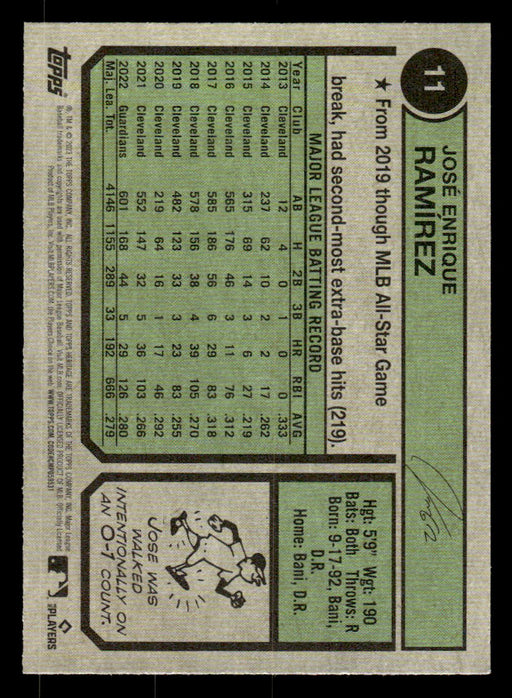 11
JOSÉ ENRIQUE
RAMIREZ
★ From 2019 though MLB All-Star Game
break, had second-most extra-base hits (219).
MAJOR LEAGUE BATTING RECORD
Year Club AB H 2B 3B HR RBI AVG
2013 Cleveland 12 4 0 0 0 0 .333
2014 Cleveland 237 62 10 2 2 17 .262
2015 Cleveland 315 69 14 3 6 27 .219
2016 Cleveland 565 176 46 3 11 76 .312
2017 Cleveland 585 186 56 6 29 83 .318
2018 Cleveland 578 156 38 4 39 105 .270
2019 Cleveland 482 123 33 3 23 83 .255
2020 Cleveland 219 64 16 1 17 46 .292
2021 Cleveland 552 147 32 5 36 103 .266
2022 Guardians 601 168 44 5 29 126 .280
Maj. Lea. Tot. 4146 1155 289 33 192 666 .279
Hgt: 5'9" Wgt: 190
Bats: Both Throws: R
Born: 9-17-92, Bani,
D.R.
Home: Bani, D.R.
JOSE WAS
WALKED
INTENTIONALLY ON
AN 0-1 COUNT.
Topps
MLB PLAYERS